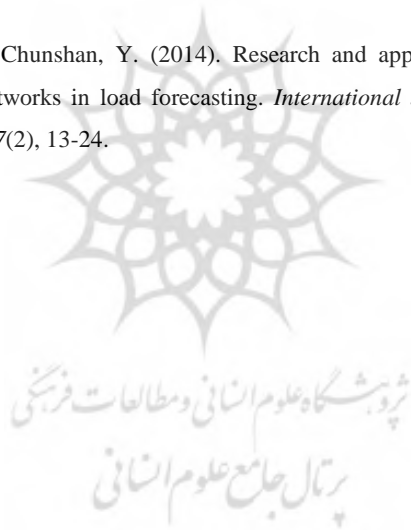 Chunshan, Y. (2014). Research and app
tworks in load forecasting. International
7(2), 13-24.
پژوهشگاه علوم انسانی و مطالعات فرهنگی
پرتال جامع علوم انسانی